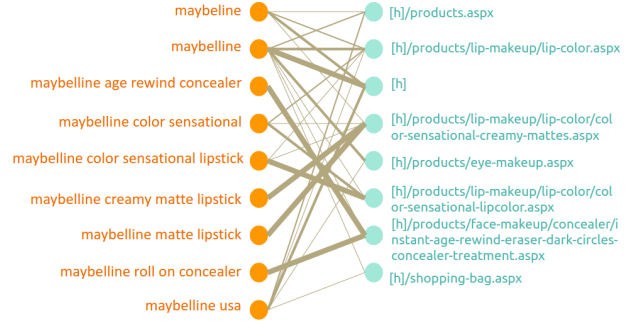 maybeline
maybelline
maybelline age rewind concealer
maybelline color sensational
maybelline color sensational lipstick
maybelline creamy matte lipstick
maybelline matte lipstick
maybelline roll on concealer
maybelline usa
[h]/products.aspx
[h]/products/lip-makeup/lip-color.aspx
[h]
[h]/products/lip-makeup/lip-color/col
or-sensational-creamy-mattes.aspx
[h]/products/eye-makeup.aspx
[h]/products/lip-makeup/lip-color/col
or-sensational-lipcolor.aspx
[h]/products/face-makeup/concealer/i
nstant-age-rewind-eraser-dark-circles-
concealer-treatment.aspx
[h]/shopping-bag.aspx